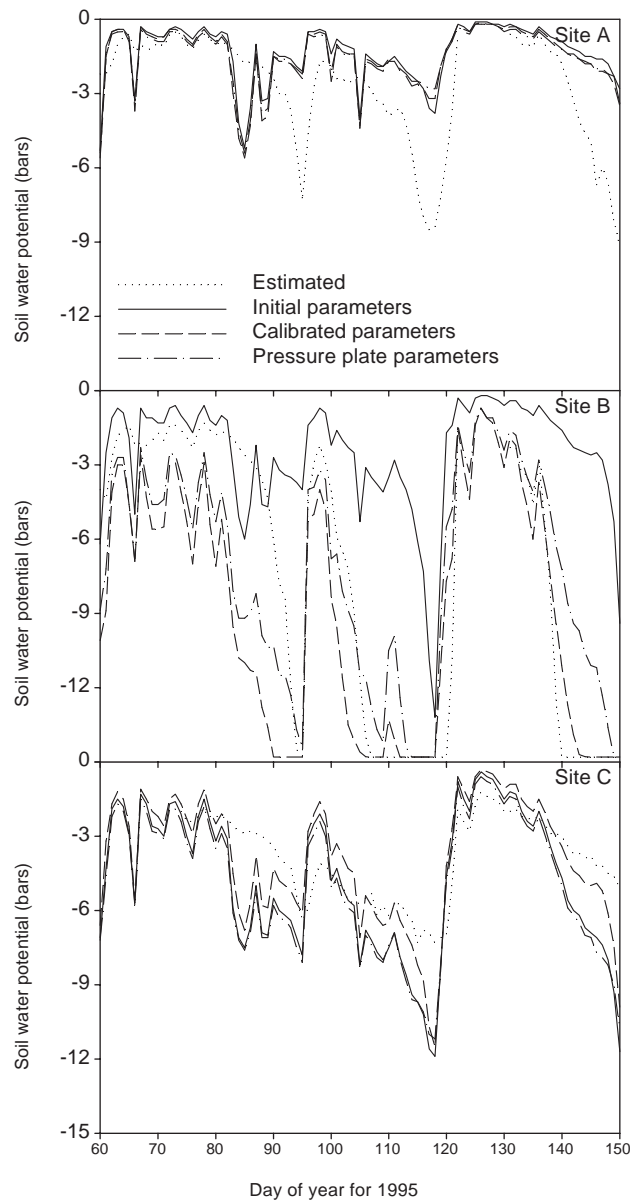 0
Site A
-3
-6
-9
Soil water potential (bars)
Estimated
Initial parameters
Calibrated parameters
Pressure plate parameters
-12
0
Site B
-3
-6
-9
Soil water potential (bars)
-12
0
Site C
-3
-6
-9
Soil water potential (bars)
-12
-15
60 70 80 90 100 110 120 130 140 150
Day of year for 1995